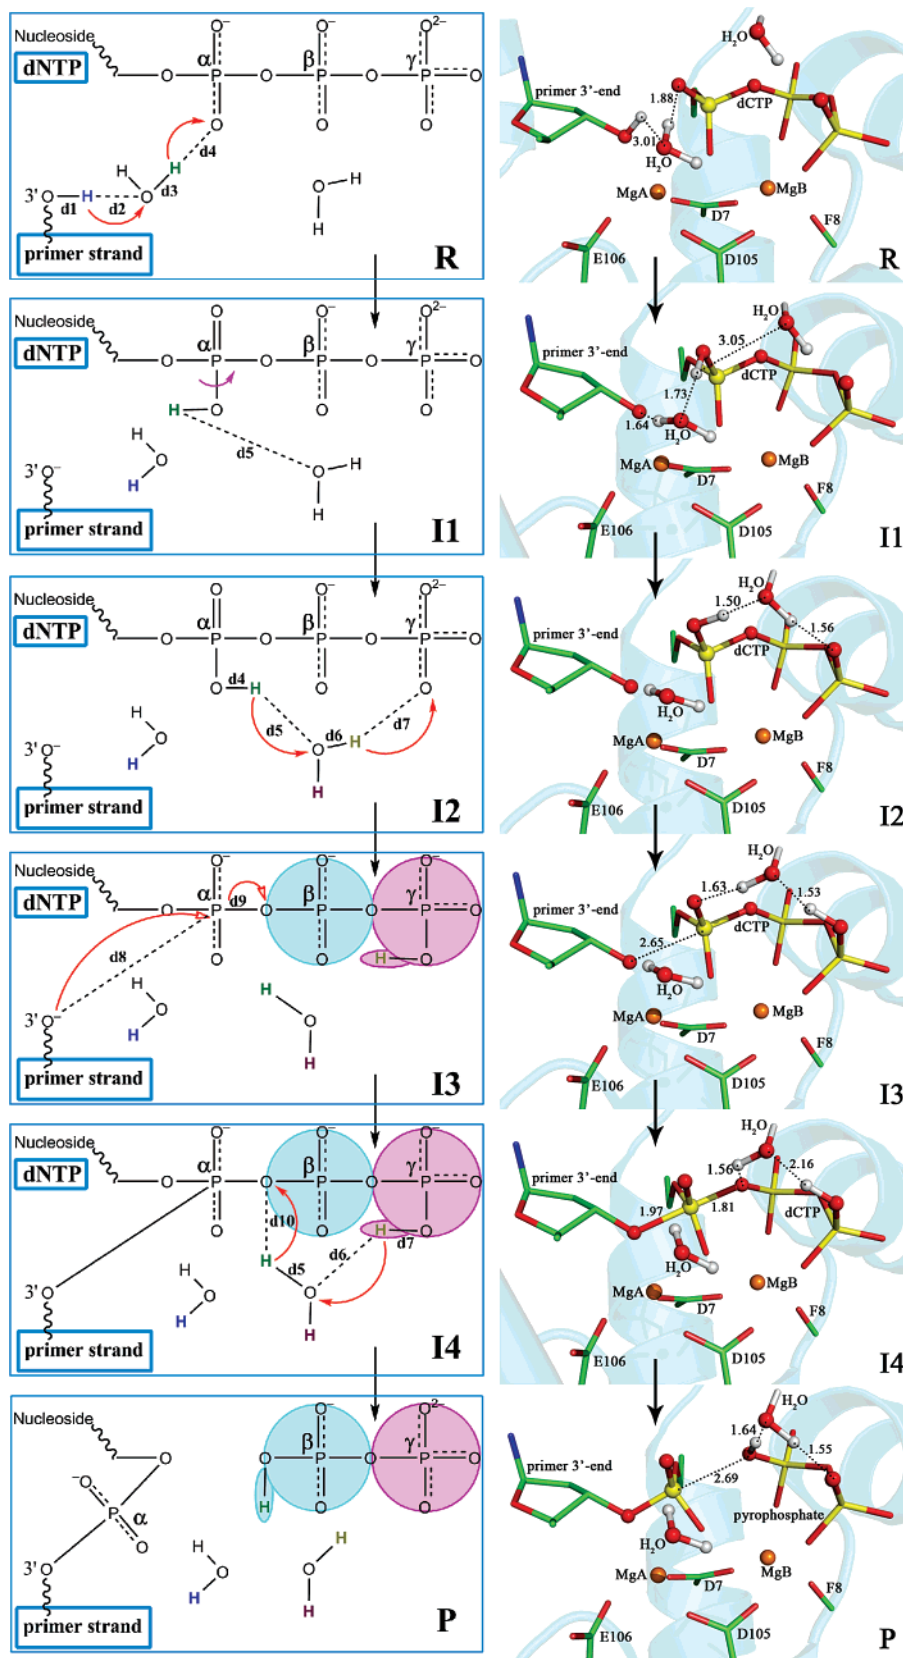 Nucleoside
dNTP
O⁻ O⁻ O²⁻
α β γ
O P O P O P O
O O O
d4
H H
d3 O H
3' O H O
d1 d2 H
primer strand
R
H₂O
primer 3'-end
1.88
dCTP
3.01
H₂O
MgA MgB
D7
F8
E106 D105
R
Nucleoside
dNTP
O O⁻ O²⁻
α β γ
O P O P O P O
H O O O
H
O d5 O H
3' O⁻ H H
primer strand
I1
H₂O
3.05
primer 3'-end
dCTP
1.73
1.64
H₂O
MgA MgB
D7
F8
E106 D105
I1
Nucleoside
dNTP
O O⁻ O²⁻
α β γ
O P O P O P O
d4
O H O O
H d5 d6 H d7
O O
3' O⁻ H H
primer strand
I2
H₂O
1.50
primer 3'-end
1.56
dCTP
H₂O
MgA MgB
D7
F8
E106 D105
I2
Nucleoside
dNTP
O⁻ O⁻ O⁻
α β γ
O P d9 O P O P O
O O H O
d8
H H
O O
3' O⁻ H H
primer strand
I3
H₂O
1.63
1.53
primer 3'-end
dCTP
2.65
H₂O
MgA MgB
D7
F8
E106 D105
I3
Nucleoside
dNTP
O⁻ O⁻ O⁻
α β γ
O P O P O P O
d10
O O H O
d7
H H d5 d6
O O
3' O H H
primer strand
I4
H₂O
1.56
2.16
primer 3'-end
1.97 1.81
dCTP
H₂O
MgA MgB
D7
F8
E106 D105
I4
Nucleoside
O⁻ O²⁻
β γ
O O P O P O
⁻O
P α H O O
O
H H
3' O O O
H H
primer strand
P
H₂O
1.64
1.55
primer 3'-end
2.69
pyrophosphate
H₂O
MgA MgB
D7
F8
E106 D105
P